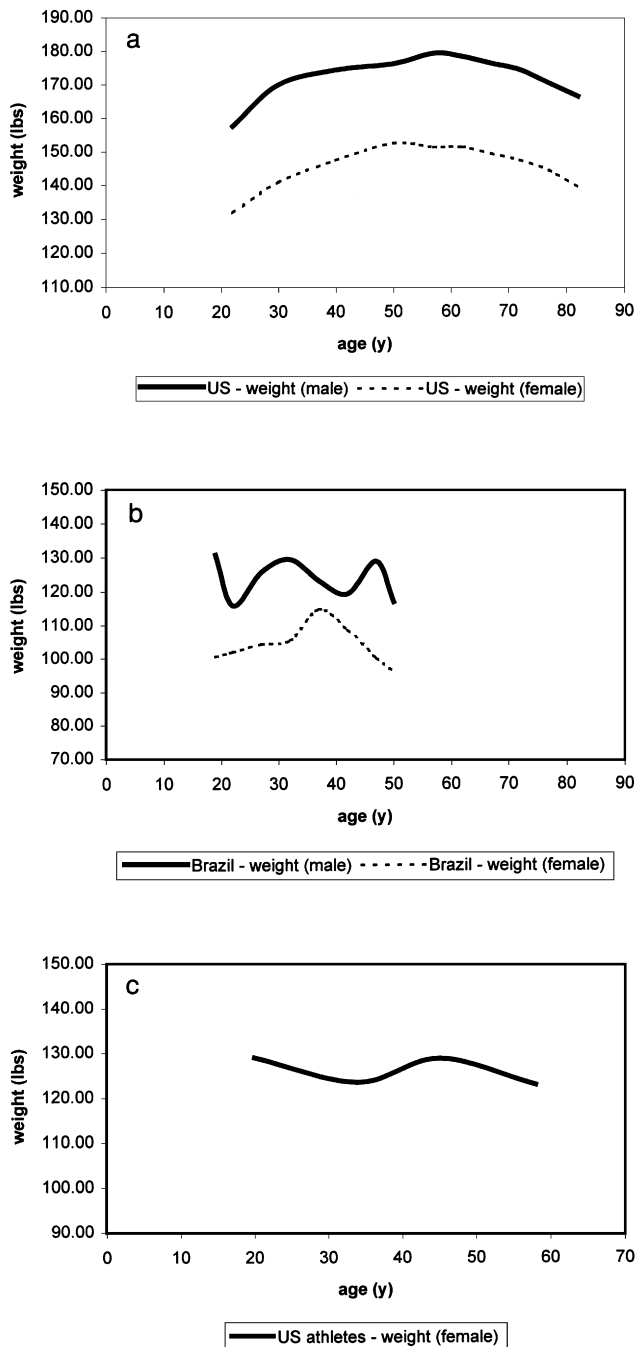 a
weight (lbs)
190.00
180.00
170.00
160.00
150.00
140.00
130.00
120.00
110.00
0 10 20 30 40 50 60 70 80 90
age (y)
US - weight (male) US - weight (female)
b
weight (lbs)
150.00
140.00
130.00
120.00
110.00
100.00
90.00
80.00
70.00
0 10 20 30 40 50 60 70 80 90
age (y)
Brazil - weight (male) Brazil - weight (female)
c
weight (lbs)
150.00
140.00
130.00
120.00
110.00
100.00
90.00
0 10 20 30 40 50 60 70
age (y)
US athletes - weight (female)